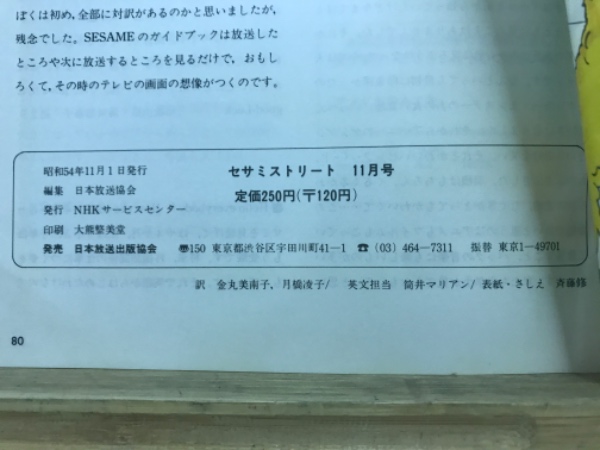 ぼくは初め,全部に対訳があるのかと思いましたが,
残念でした。SESAMEのガイドブックは放送した
ところや次に放送するところを見るだけで,おもし
ろくて,その時のテレビの画面の想像がつくのです。
昭和54年11月1日発行 セサミストリート 11月号
編集 日本放送協会 定価250円(〒120円)
発行 NHKサービスセンター
印刷 大熊整美堂
発売 日本放送出版協会 〠150 東京都渋谷区宇田川町41-1 ☎(03)464-7311 振替 東京1-49701
訳 金丸美南子,月橋凌子/ 英文担当 筒井マリアン/表紙・さしえ 斉藤修
80